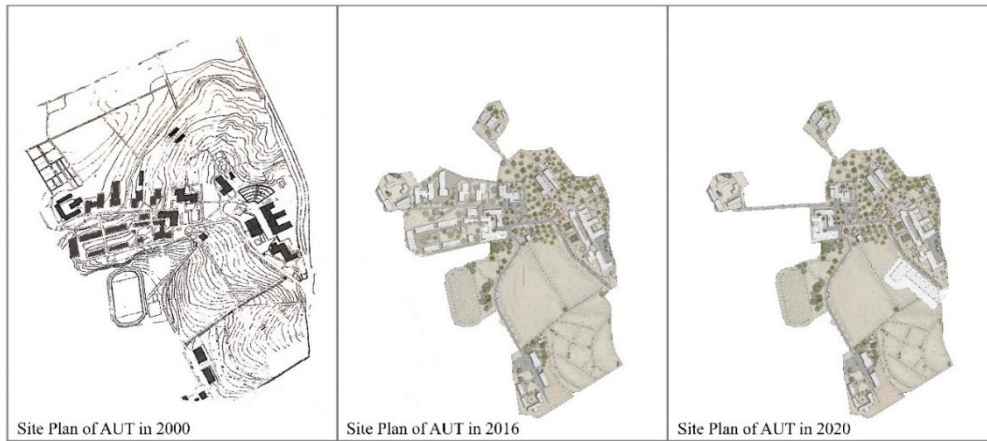 Site Plan of AUT in 2000
Site Plan of AUT in 2016
Site Plan of AUT in 2020